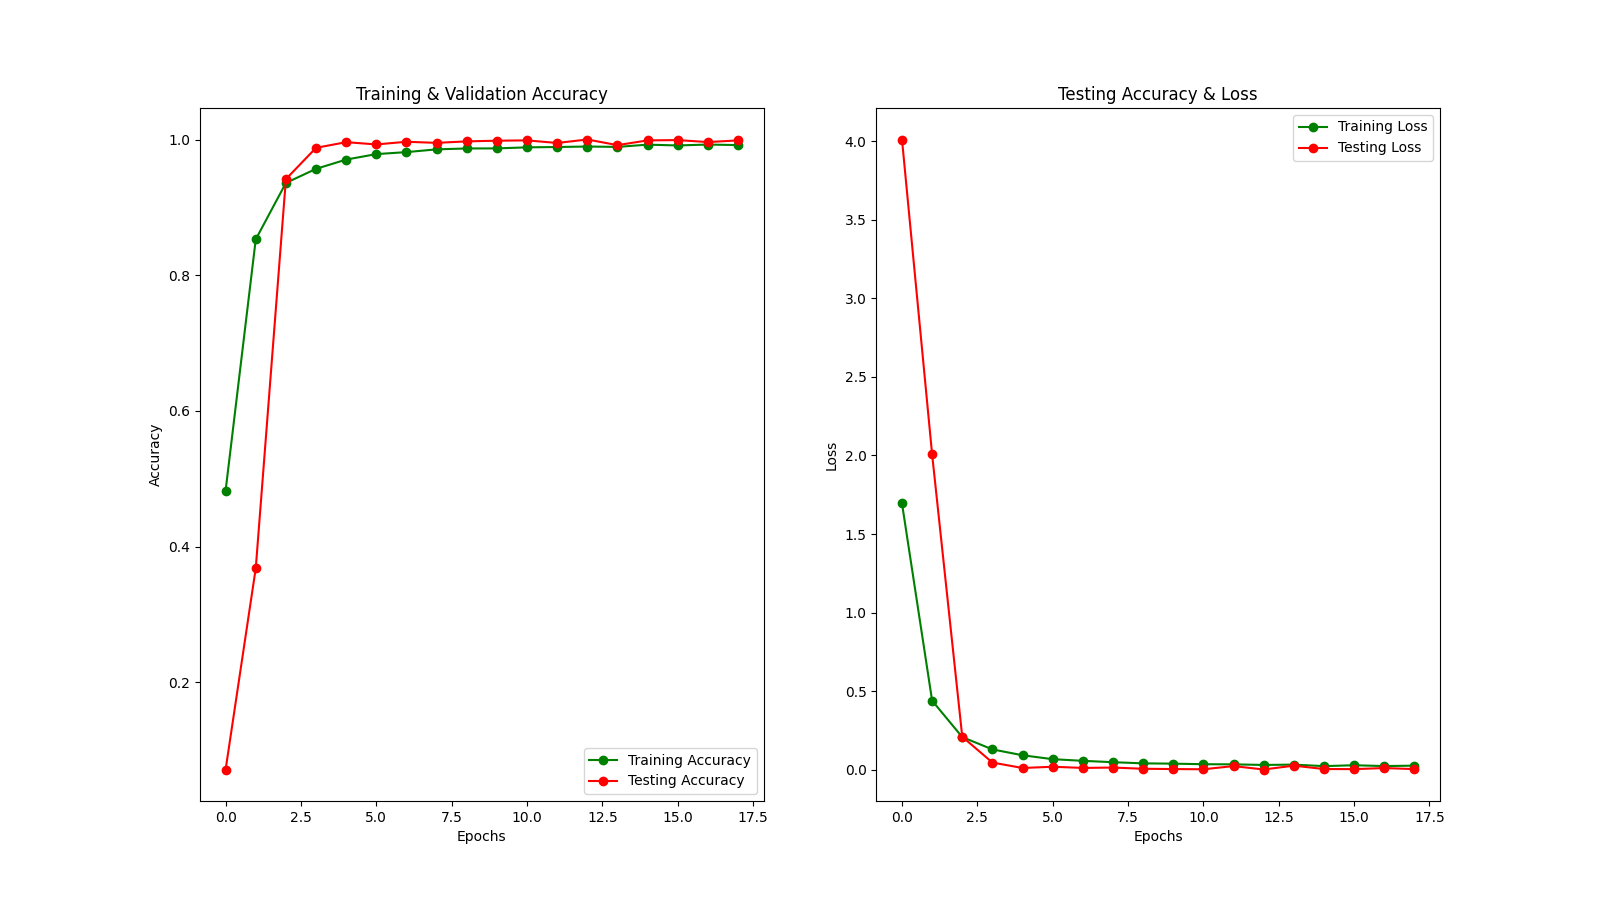 Training & Validation Accuracy
1.0
0.8
0.6
0.4
0.2
Accuracy
0.0 2.5 5.0 7.5 10.0 12.5 15.0 17.5
Epochs
Training Accuracy
Testing Accuracy
Testing Accuracy & Loss
4.0
3.5
3.0
2.5
2.0
1.5
1.0
0.5
0.0
Loss
0.0 2.5 5.0 7.5 10.0 12.5 15.0 17.5
Epochs
Training Loss
Testing Loss